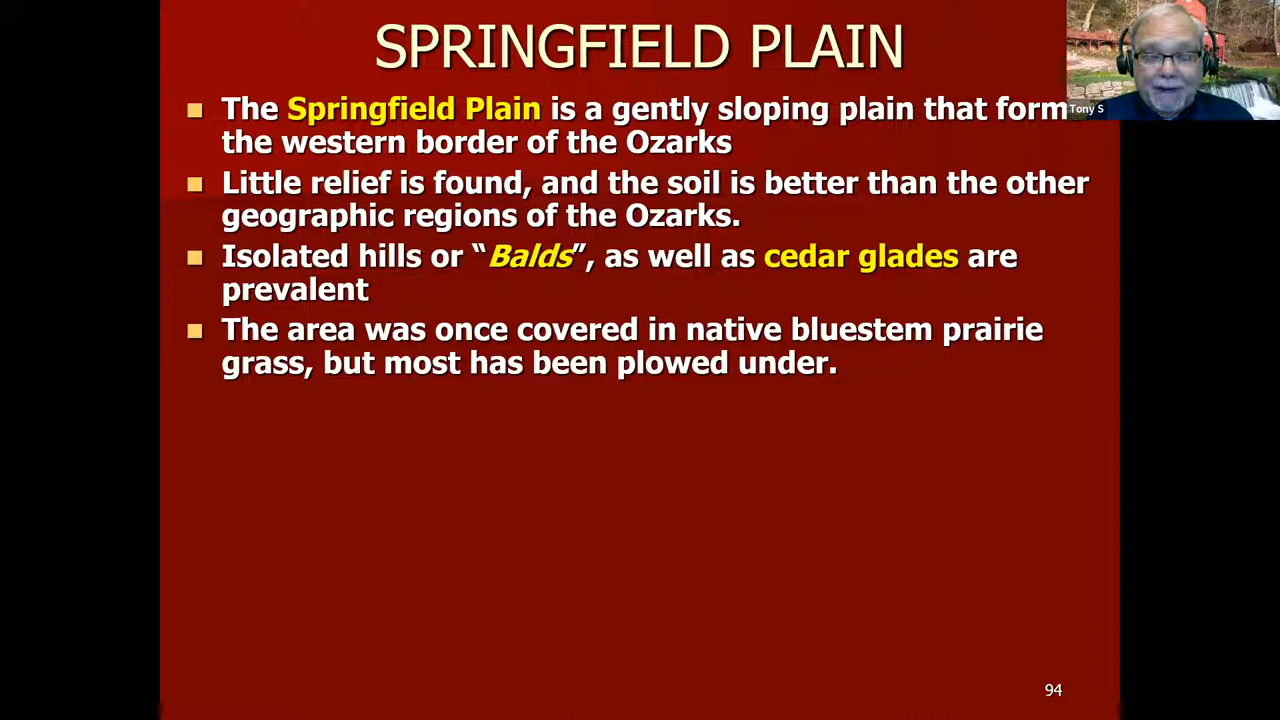 SPRINGFIELD PLAIN
The Springfield Plain is a gently sloping plain that form
the western border of the Ozarks
Little relief is found, and the soil is better than the other
geographic regions of the Ozarks.
Isolated hills or “Balds”, as well as cedar glades are
prevalent
The area was once covered in native bluestem prairie
grass, but most has been plowed under.
Tony S
94